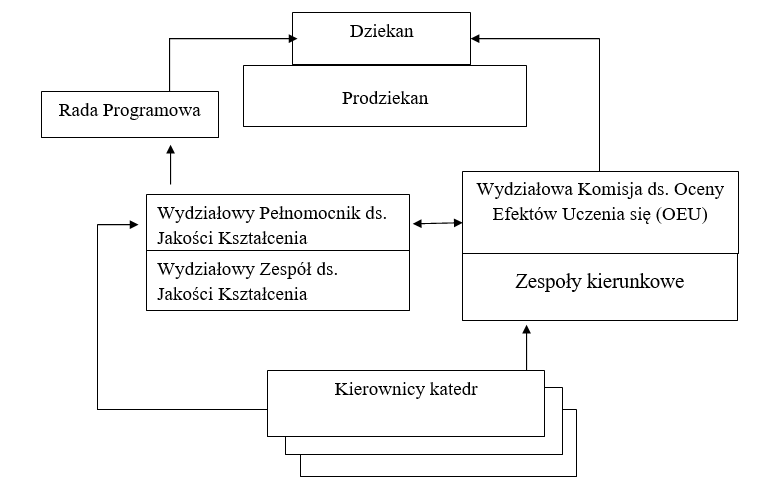 Dziekan
Prodziekan
Rada Programowa
Wydziałowy Pełnomocnik ds.
Jakości Kształcenia
Wydziałowy Zespół ds.
Jakości Kształcenia
Wydziałowa Komisja ds. Oceny
Efektów Uczenia się (OEU)
Zespoły kierunkowe
Kierownicy katedr